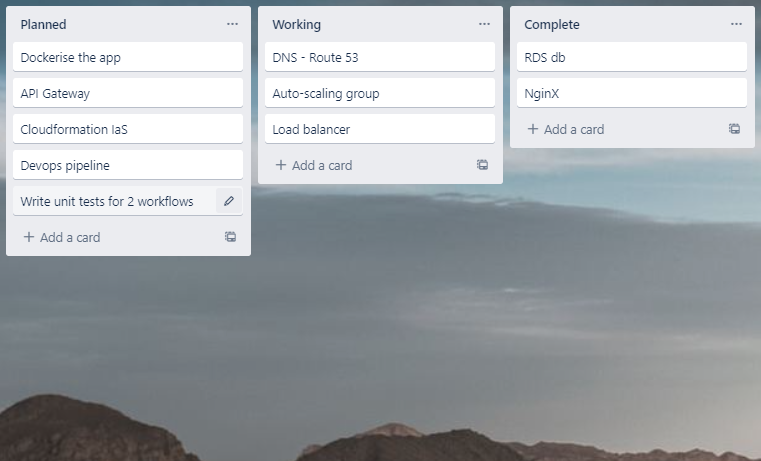 Planned
Dockerise the app
API Gateway
Cloudformation IaS
Devops pipeline
Write unit tests for 2 workflows
Add a card
Working
DNS - Route 53
Auto-scaling group
Load balancer
Add a card
Complete
RDS db
NginX
Add a card